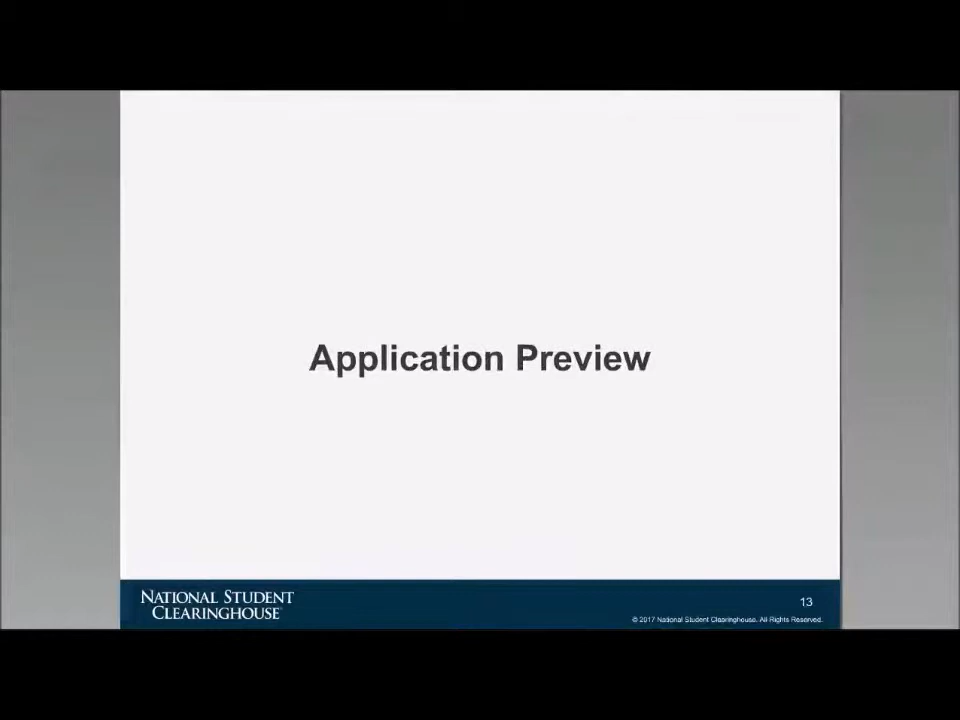 Application Preview
NATIONAL STUDENT
CLEARINGHOUSE®
13
© 2017 National Student Clearinghouse. All Rights Reserved.